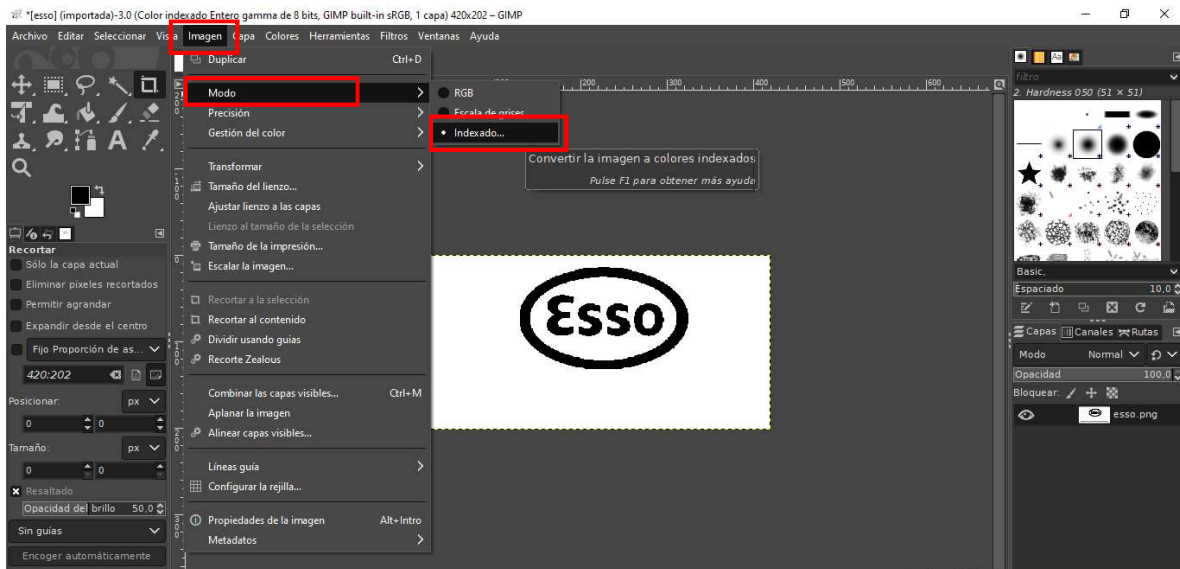 *[esso] (importada)-3.0 (Color indexado Entero gamma de 8 bits, GIMP built-in sRGB, 1 capa) 420x202 – GIMP
Archivo Editar Seleccionar Vista Imagen Capa Colores Herramientas Filtros Ventanas Ayuda
Duplicar Ctrl+D
Modo
Precisión
Gestión del color
Transformar
Tamaño del lienzo...
Ajustar lienzo a las capas
Lienzo al tamaño de la selección
Tamaño de la impresión...
Escalar la imagen...
Recortar a la selección
Recortar al contenido
Dividir usando guias
Recorte Zealous
Combinar las capas visibles... Ctrl+M
Aplanar la imagen
Alinear capas visibles...
Líneas guía
Configurar la rejilla...
Propiedades de la imagen Alt+Intro
Metadatos
RGB
Escala de grises
Indexado...
Convertir la imagen a colores indexados
Pulse F1 para obtener más ayuda
200 300 400 500 600
Esso
Recortar
Sólo la capa actual
Eliminar píxeles recortados
Permitir agrandar
Expandir desde el centro
Fijo Proporción de as...
420:202
Posicionar: px
0 0
Tamaño: px
0 0
Resaltado
Opacidad del brillo 50,0
Sin guías
Encoger automáticamente
filtro
2. Hardness 050 (51 × 51)
Basic,
Espaciado 10,0
Capas Canales Rutas
Modo Normal
Opacidad 100,0
Bloquear:
esso.png